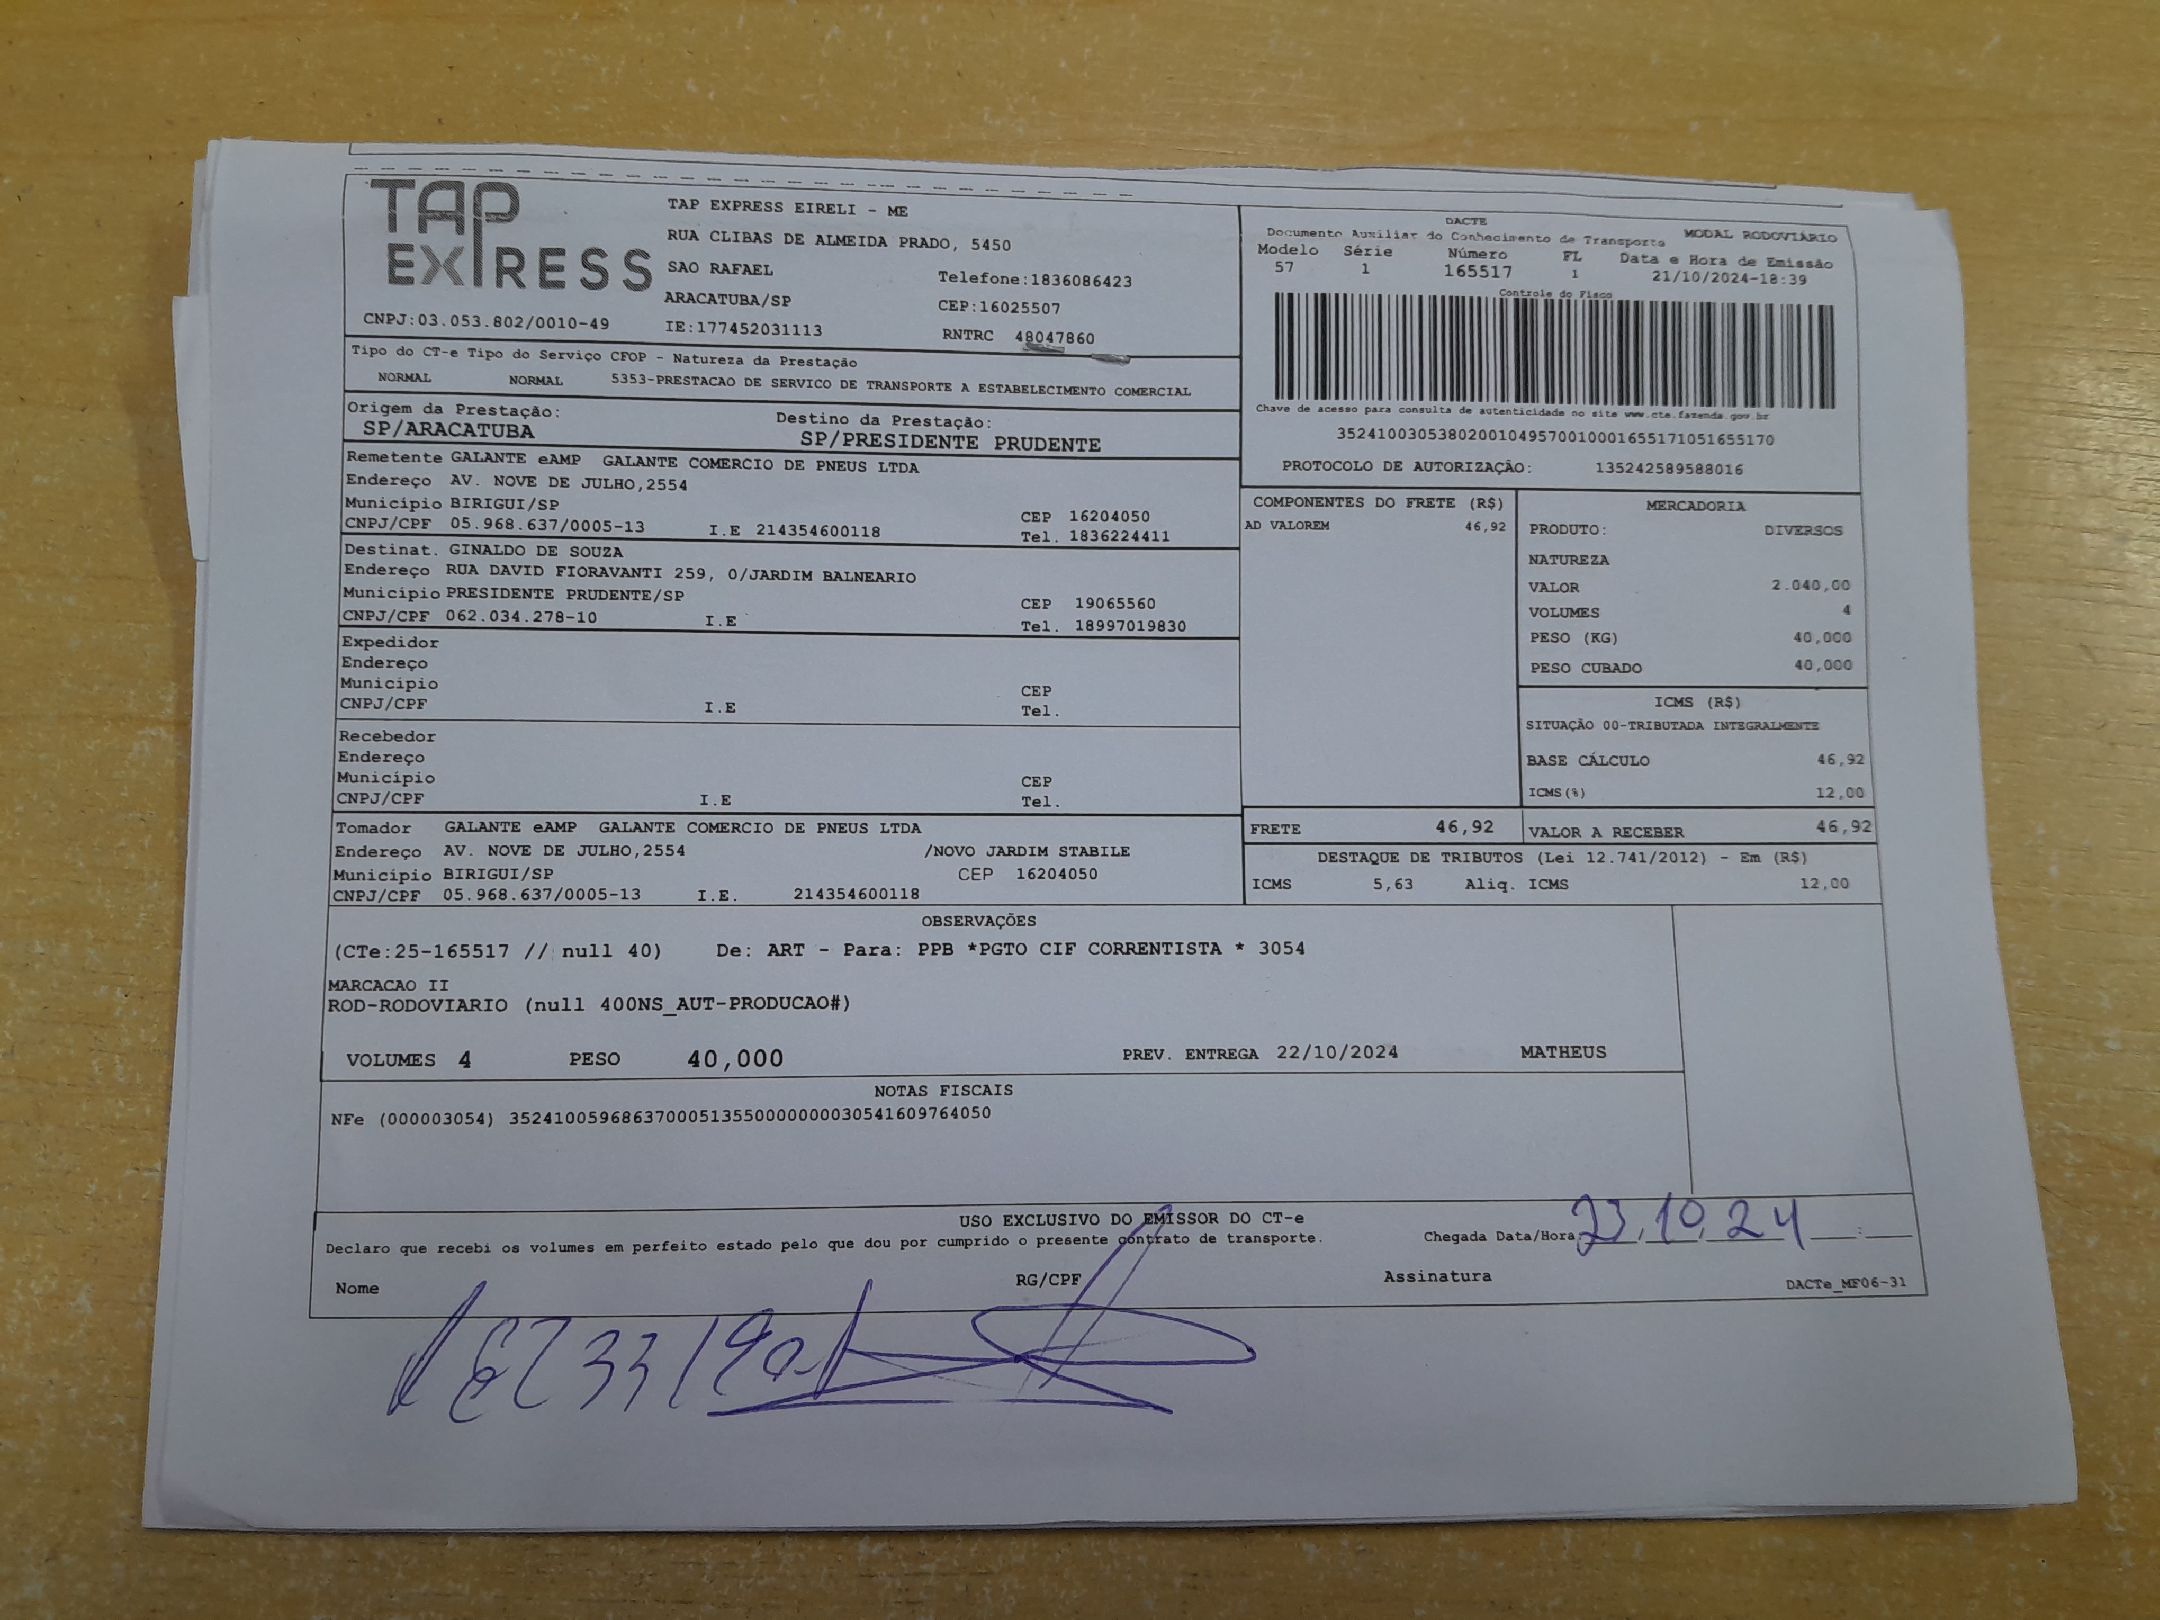 TAP EXPRESS
TAP EXPRESS EIRELI - ME
RUA CLIBAS DE ALMEIDA PRADO, 5450
SAO RAFAEL Telefone:1836086423
ARACATUBA/SP CEP:16025507
CNPJ:03.053.802/0010-49 IE:177452031113 RNTRC 48047860
DACTE
Documento Auxiliar do Conhecimento de Transporte MODAL RODOVIÁRIO
Modelo Série Número FL Data e Hora de Emissão
57 1 165517 1 21/10/2024-18:39
Controle do Fisco
Chave de acesso para consulta de autenticidade no site www.cte.fazenda.gov.br
35241003053802001049570010001655171051655170
PROTOCOLO DE AUTORIZAÇÃO: 135242589588016
Tipo do CT-e Tipo do Serviço CFOP - Natureza da Prestação
NORMAL NORMAL 5353-PRESTACAO DE SERVICO DE TRANSPORTE A ESTABELECIMENTO COMERCIAL
Origem da Prestação: Destino da Prestação:
SP/ARACATUBA SP/PRESIDENTE PRUDENTE
Remetente GALANTE eAMP GALANTE COMERCIO DE PNEUS LTDA
Endereço AV. NOVE DE JULHO,2554
Município BIRIGUI/SP CEP 16204050
CNPJ/CPF 05.968.637/0005-13 I.E 214354600118 Tel. 1836224411
Destinat. GINALDO DE SOUZA
Endereço RUA DAVID FIORAVANTI 259, 0/JARDIM BALNEARIO
Município PRESIDENTE PRUDENTE/SP CEP 19065560
CNPJ/CPF 062.034.278-10 I.E Tel. 18997019830
Expedidor
Endereço
Município CEP
CNPJ/CPF I.E Tel.
Recebedor
Endereço
Município CEP
CNPJ/CPF I.E Tel.
Tomador GALANTE eAMP GALANTE COMERCIO DE PNEUS LTDA
Endereço AV. NOVE DE JULHO,2554 /NOVO JARDIM STABILE
Município BIRIGUI/SP CEP 16204050
CNPJ/CPF 05.968.637/0005-13 I.E. 214354600118
COMPONENTES DO FRETE (R$)
AD VALOREM 46,92
MERCADORIA
PRODUTO: DIVERSOS
NATUREZA
VALOR 2.040,00
VOLUMES 4
PESO (KG) 40,000
PESO CUBADO 40,000
ICMS (R$)
SITUAÇÃO 00-TRIBUTADA INTEGRALMENTE
BASE CÁLCULO 46,92
ICMS(%) 12,00
FRETE 46,92 VALOR A RECEBER 46,92
DESTAQUE DE TRIBUTOS (Lei 12.741/2012) - Em (R$)
ICMS 5,63 Aliq. ICMS 12,00
OBSERVAÇÕES
(CTe:25-165517 // null 40) De: ART - Para: PPB *PGTO CIF CORRENTISTA * 3054
MARCACAO II
ROD-RODOVIARIO (null 400NS_AUT-PRODUCAO#)
VOLUMES 4 PESO 40,000 PREV. ENTREGA 22/10/2024 MATHEUS
NOTAS FISCAIS
NFe (000003054) 35241005968637000513550000000030541609764050
USO EXCLUSIVO DO EMISSOR DO CT-e
Declaro que recebi os volumes em perfeito estado pelo que dou por cumprido o presente contrato de transporte. Chegada Data/Hora: 23,10,24
Nome RG/CPF Assinatura DACTe_MF06-31